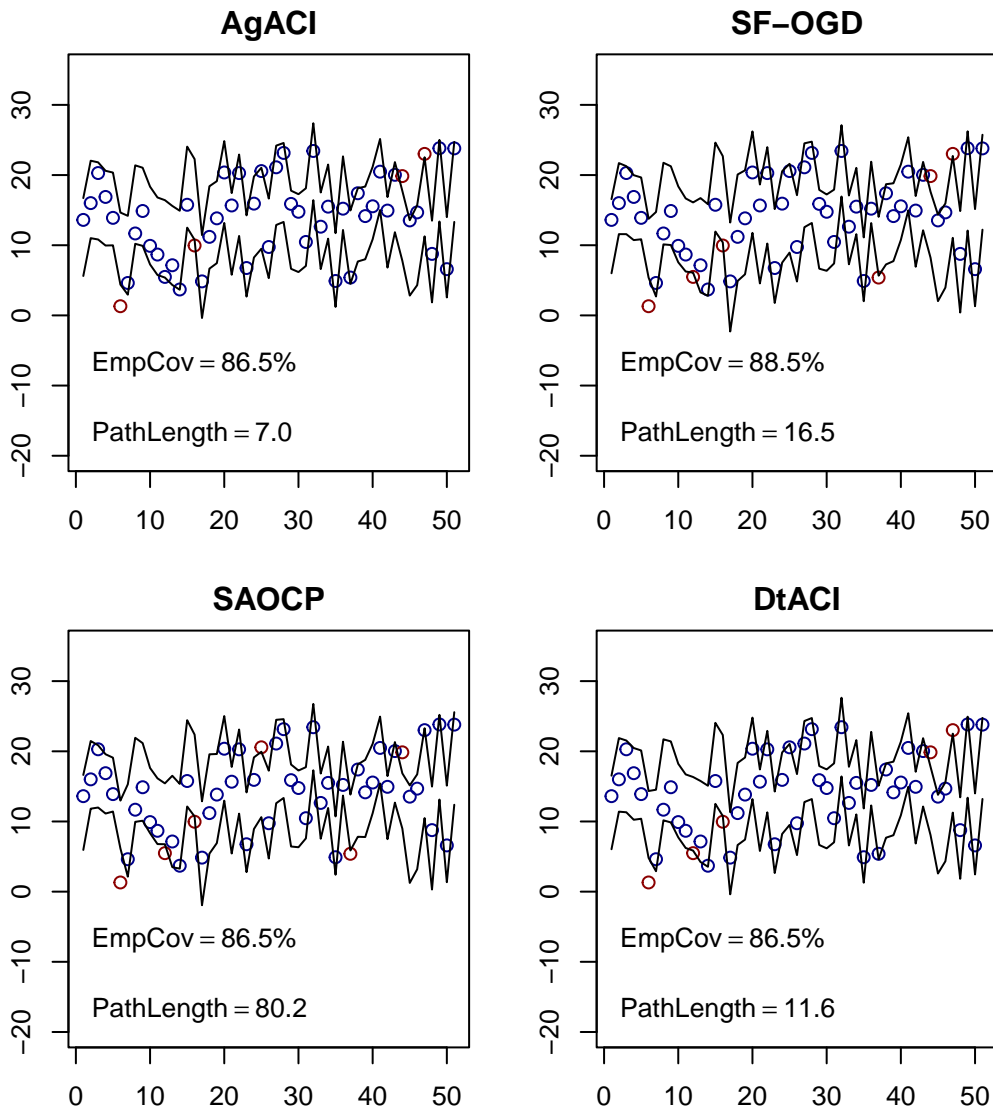 AgACI
30
20
10
0
−10
−20
EmpCov = 86.5%
PathLength = 7.0
0 10 20 30 40 50
SF−OGD
30
20
10
0
−10
−20
EmpCov = 88.5%
PathLength = 16.5
0 10 20 30 40 50
SAOCP
30
20
10
0
−10
−20
EmpCov = 86.5%
PathLength = 80.2
0 10 20 30 40 50
DtACI
30
20
10
0
−10
−20
EmpCov = 86.5%
PathLength = 11.6
0 10 20 30 40 50